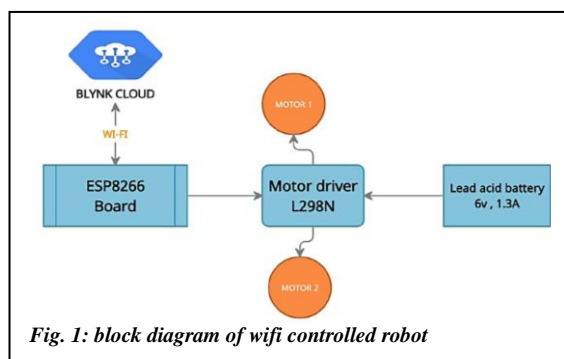 BLYNK CLOUD
WI-FI
MOTOR 1
ESP8266
Board
Motor driver
L298N
Lead acid battery
6v , 1.3A
MOTOR 2
Fig. 1: block diagram of wifi controlled robot